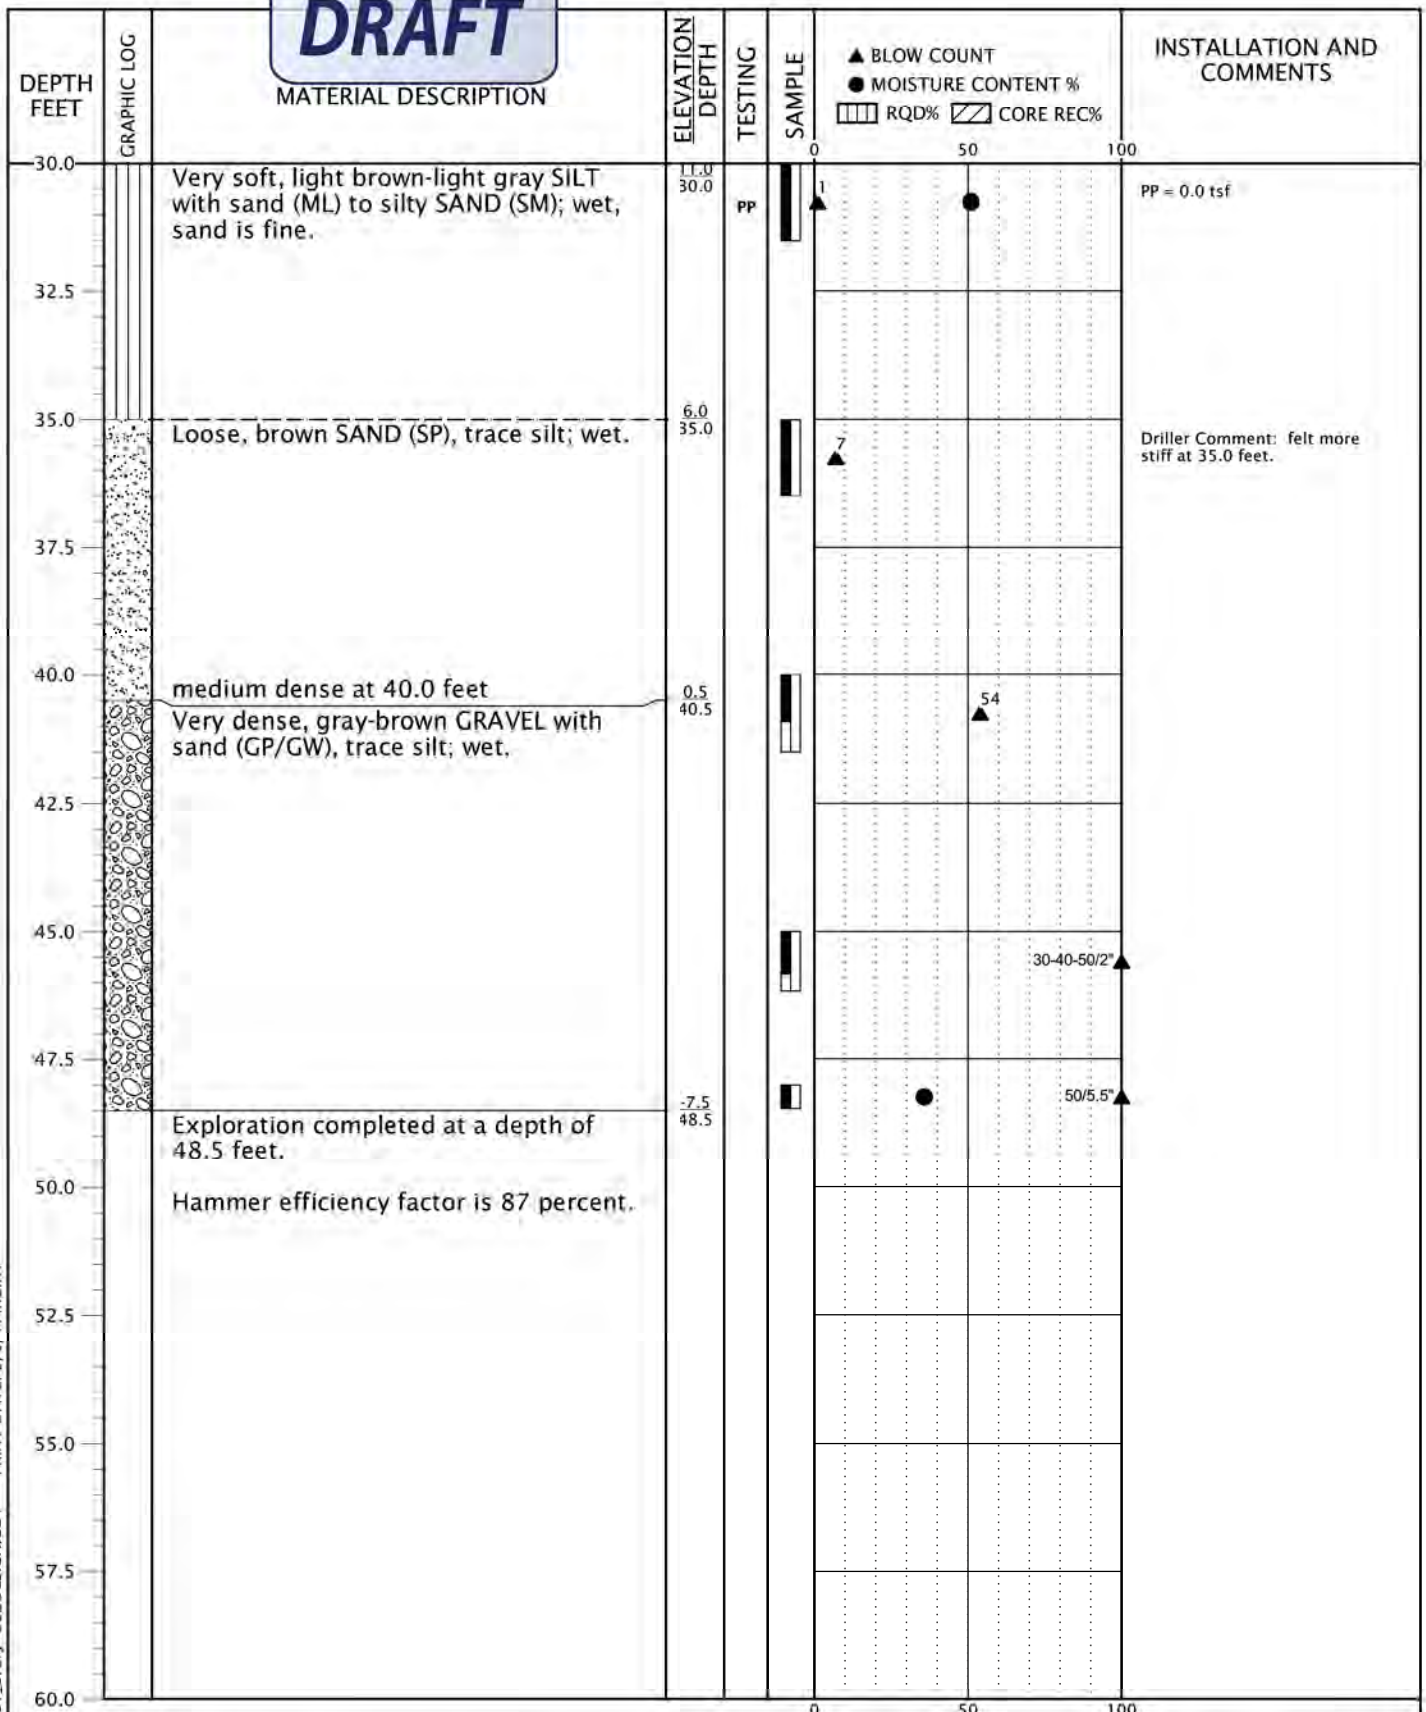 DRAFT
DEPTH
FEET
GRAPHIC LOG
MATERIAL DESCRIPTION
ELEVATION
DEPTH
TESTING
SAMPLE
▲ BLOW COUNT
● MOISTURE CONTENT %
RQD% CORE REC%
0 50 100
INSTALLATION AND
COMMENTS
30.0
Very soft, light brown-light gray SILT
with sand (ML) to silty SAND (SM); wet,
sand is fine.
11.0
30.0
PP
1
PP = 0.0 tsf
32.5
35.0
Loose, brown SAND (SP), trace silt; wet.
6.0
35.0
7
Driller Comment: felt more
stiff at 35.0 feet.
37.5
40.0
medium dense at 40.0 feet
0.5
40.5
54
Very dense, gray-brown GRAVEL with
sand (GP/GW), trace silt; wet.
42.5
45.0
30-40-50/2"
47.5
50/5.5"
-7.5
48.5
Exploration completed at a depth of
48.5 feet.
50.0
Hammer efficiency factor is 87 percent.
52.5
55.0
57.5
60.0
0 50 100